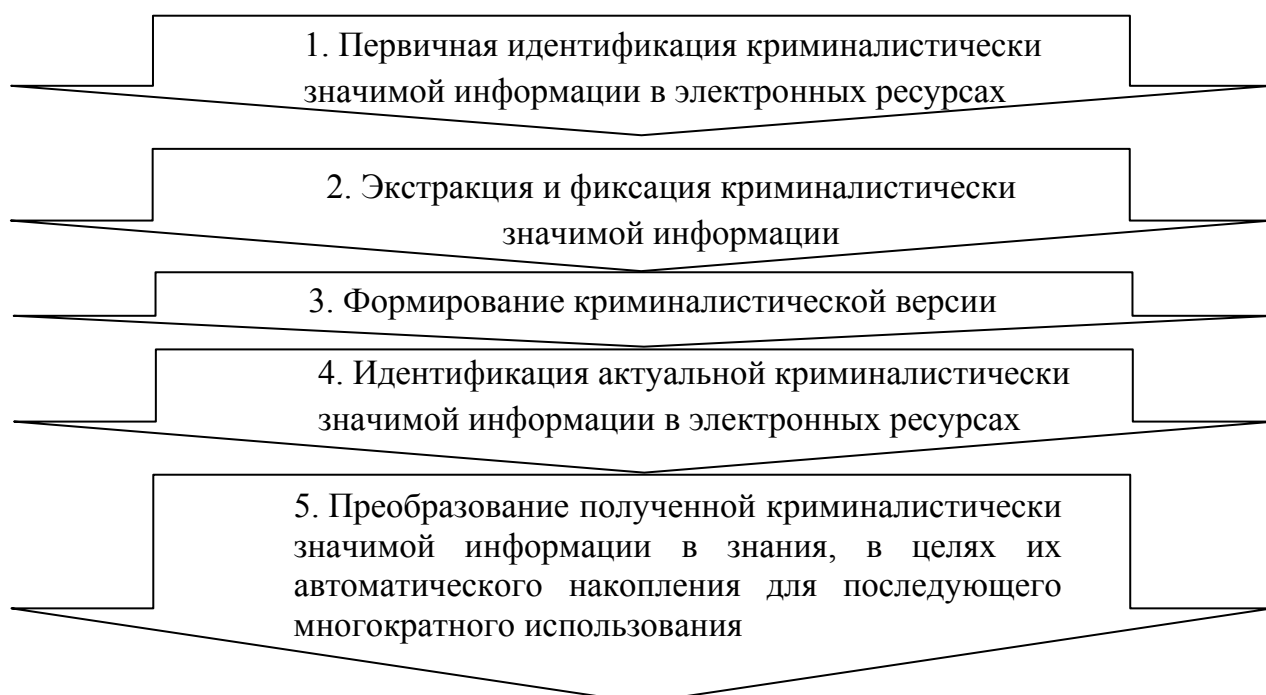 1. Первичная идентификация криминалистически
значимой информации в электронных ресурсах
2. Экстракция и фиксация криминалистически
значимой информации
3. Формирование криминалистической версии
4. Идентификация актуальной криминалистически
значимой информации в электронных ресурсах
5. Преобразование полученной криминалистически
значимой информации в знания, в целях их
автоматического накопления для последующего
многократного использования